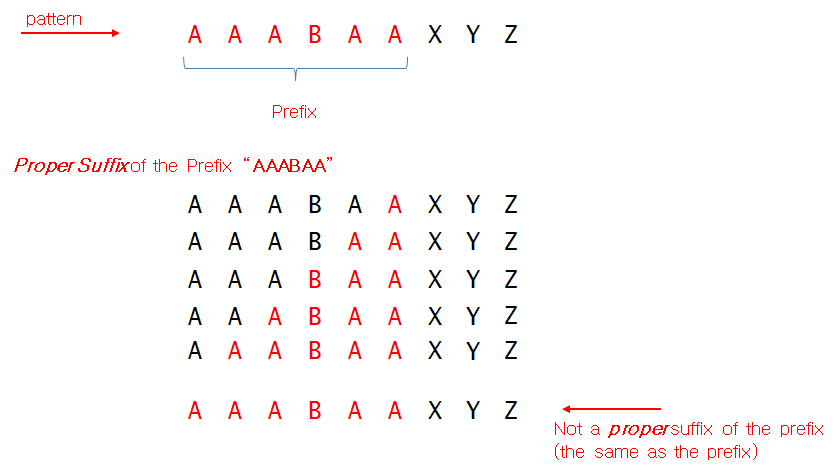 pattern
A A A B A A X Y Z
Prefix
Proper Suffix of the Prefix “AAABAA”
A A A B A A X Y Z
A A A B A A X Y Z
A A A B A A X Y Z
A A A B A A X Y Z
A A A B A A X Y Z
A A A B A A X Y Z
Not a proper suffix of the prefix
(the same as the prefix)